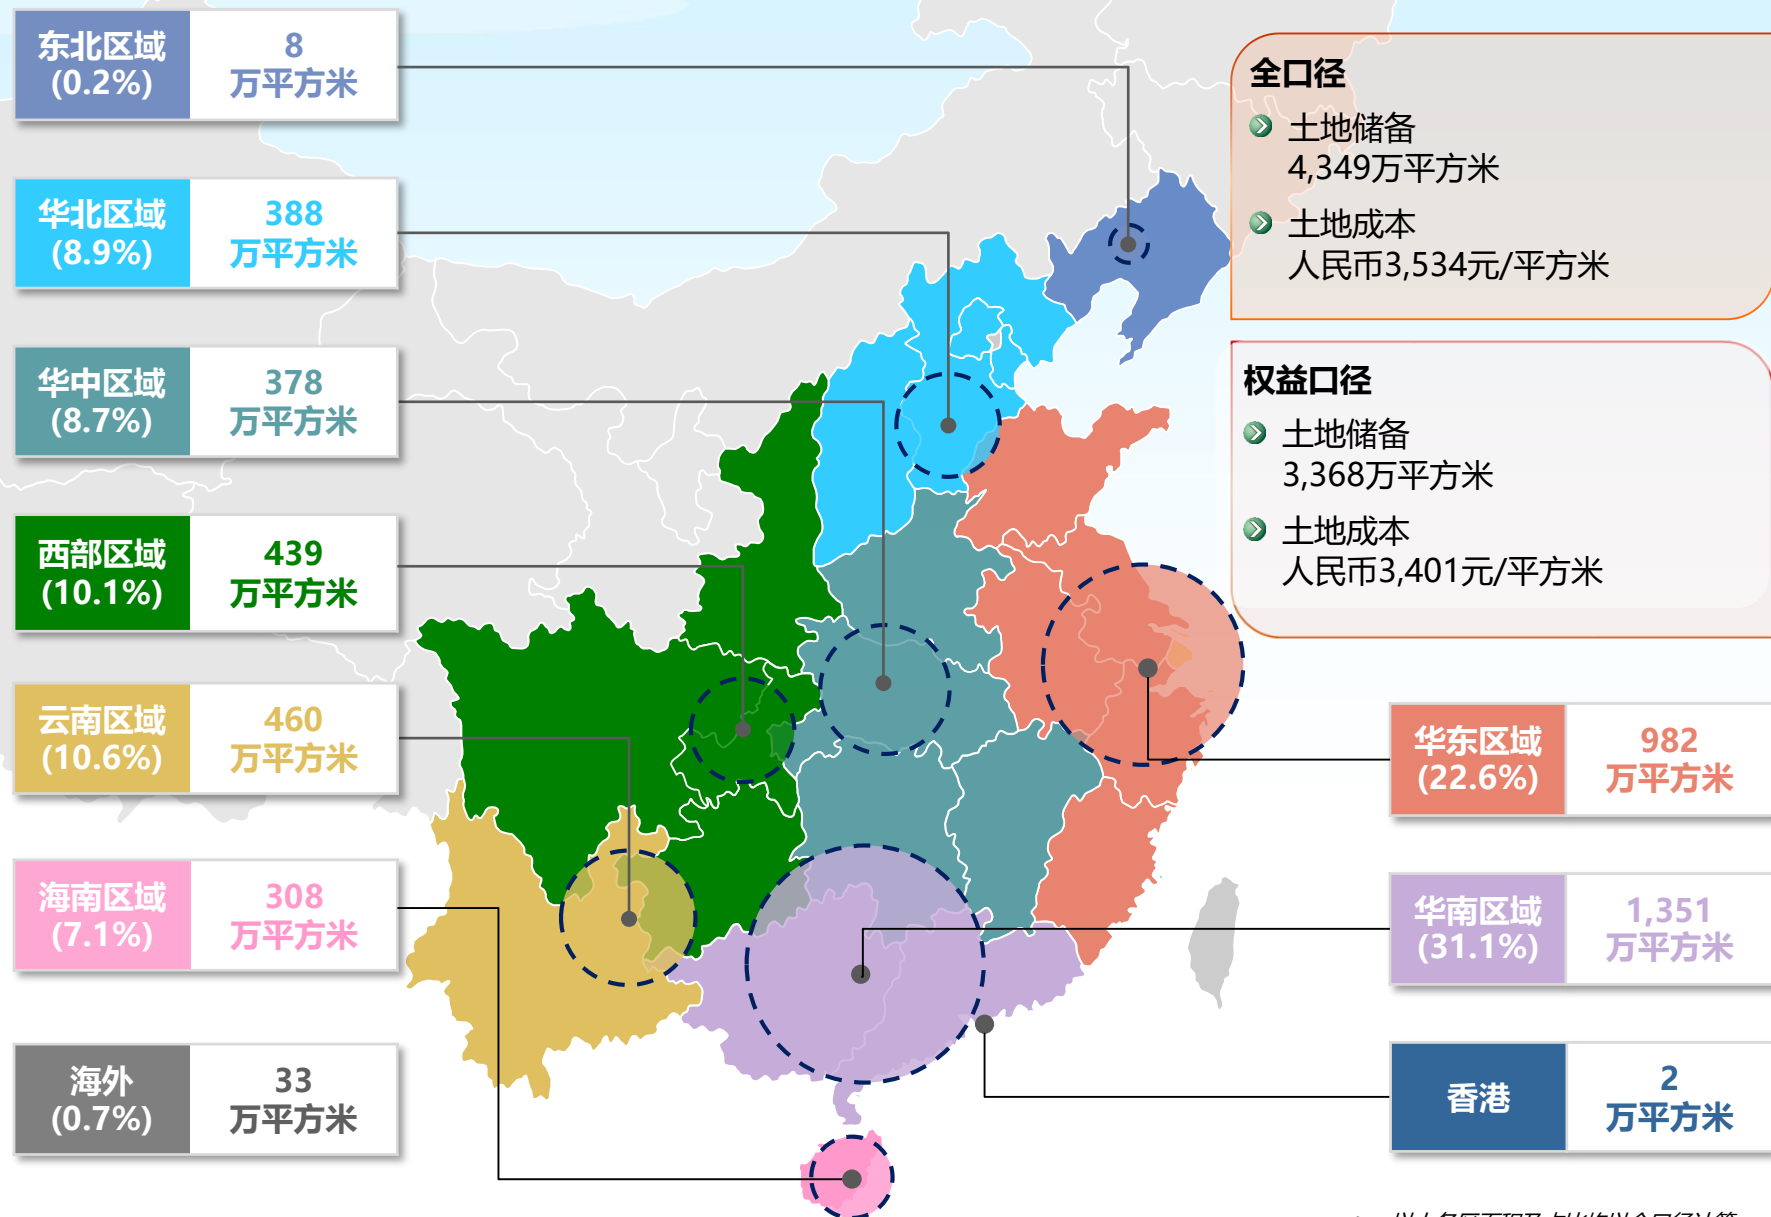 东北区域
(0.2%)
8
万平方米
华北区域
(8.9%)
388
万平方米
华中区域
(8.7%)
378
万平方米
西部区域
(10.1%)
439
万平方米
云南区域
(10.6%)
460
万平方米
海南区域
(7.1%)
308
万平方米
海外
(0.7%)
33
万平方米
全口径
土地储备
4,349万平方米
土地成本
人民币3,534元/平方米
权益口径
土地储备
3,368万平方米
土地成本
人民币3,401元/平方米
华东区域
(22.6%)
982
万平方米
华南区域
(31.1%)
1,351
万平方米
香港
2
万平方米